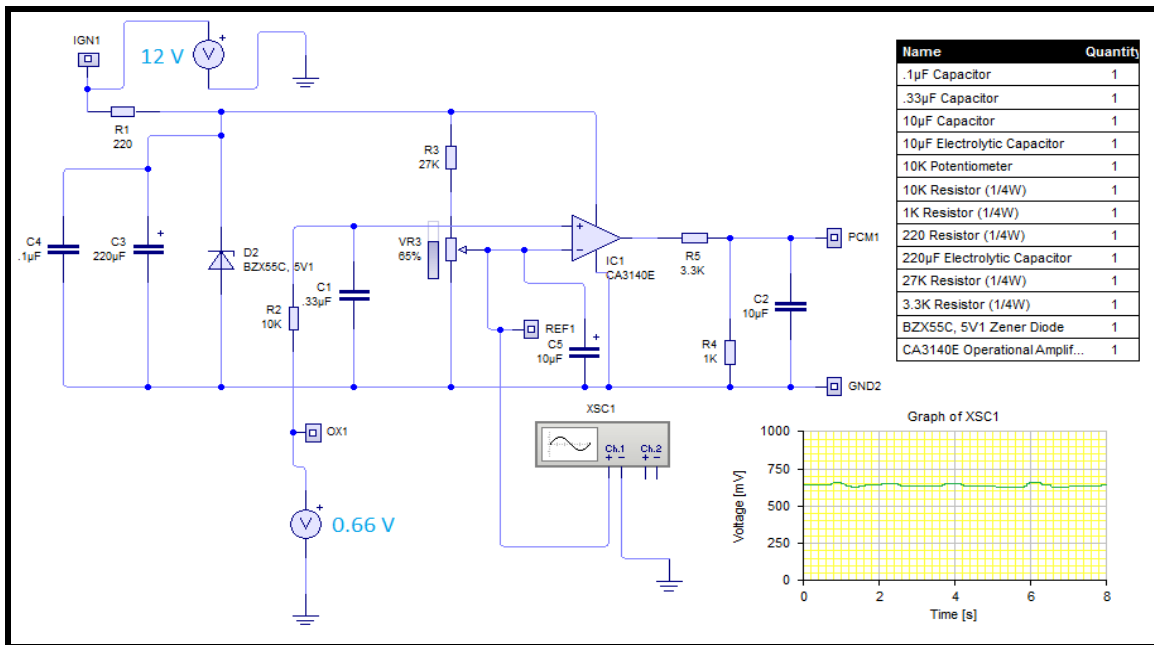 IGN1
12 V
+
R1
220
R3
27K
C4
.1µF
C3
220µF
+
D2
BZX55C, 5V1
VR3
65%
C1
.33µF
R2
10K
+
−
IC1
CA3140E
R5
3.3K
PCM1
C2
10µF
REF1
C5
10µF
+
R4
1K
GND2
OX1
+
V
0.66 V
XSC1
Ch.1
Ch.2
+ − + −
Name Quantity
.1µF Capacitor 1
.33µF Capacitor 1
10µF Capacitor 1
10µF Electrolytic Capacitor 1
10K Potentiometer 1
10K Resistor (1/4W) 1
1K Resistor (1/4W) 1
220 Resistor (1/4W) 1
220µF Electrolytic Capacitor 1
27K Resistor (1/4W) 1
3.3K Resistor (1/4W) 1
BZX55C, 5V1 Zener Diode 1
CA3140E Operational Amplif... 1
Graph of XSC1
Voltage [mV]
1000
750
500
250
0
0 2 4 6 8
Time [s]